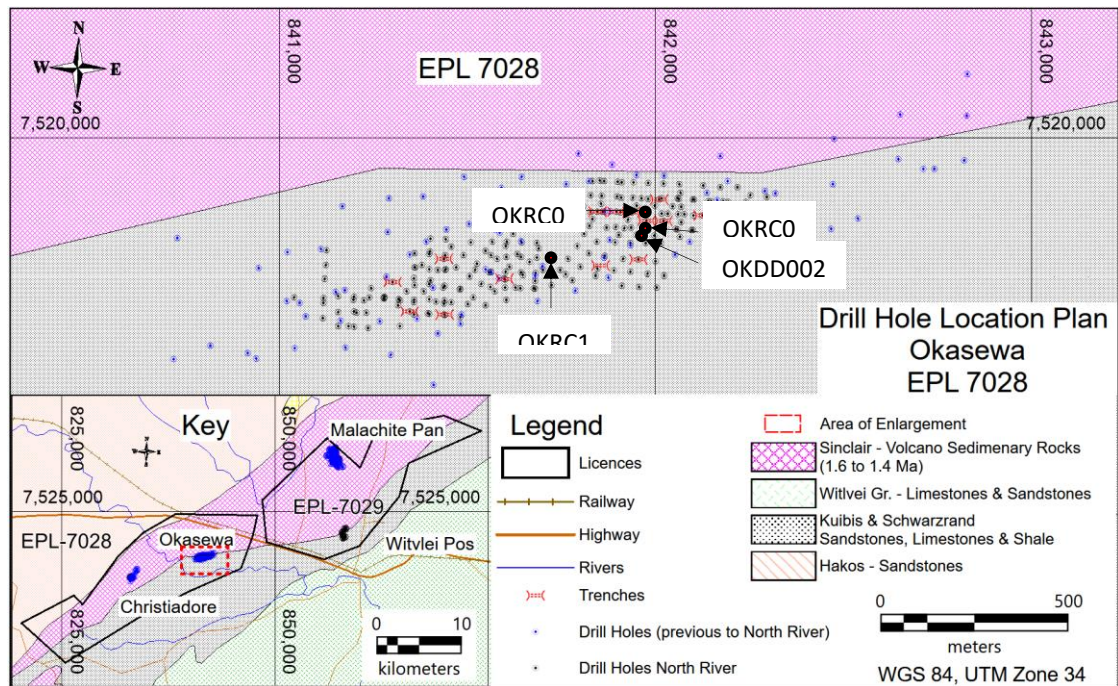 N
W E
S
841,000
842,000
843,000
EPL 7028
7,520,000
7,520,000
OKRC0
OKRC0
OKDD002
OKRC1
Drill Hole Location Plan
Okasewa
EPL 7028
Key
825,000
850,000
Malachite Pan
7,525,000
7,525,000
EPL-7029
EPL-7028
Okasewa
Witvlei Pos
Christiadore
825,000
850,000
0 10
kilometers
Legend
Licences
Railway
Highway
Rivers
Trenches
Drill Holes (previous to North River)
Drill Holes North River
Area of Enlargement
Sinclair - Volcano Sedimenary Rocks
(1.6 to 1.4 Ma)
Witlvei Gr. - Limestones & Sandstones
Kuibis & Schwarzrand
Sandstones, Limestones & Shale
Hakos - Sandstones
0 500
meters
WGS 84, UTM Zone 34